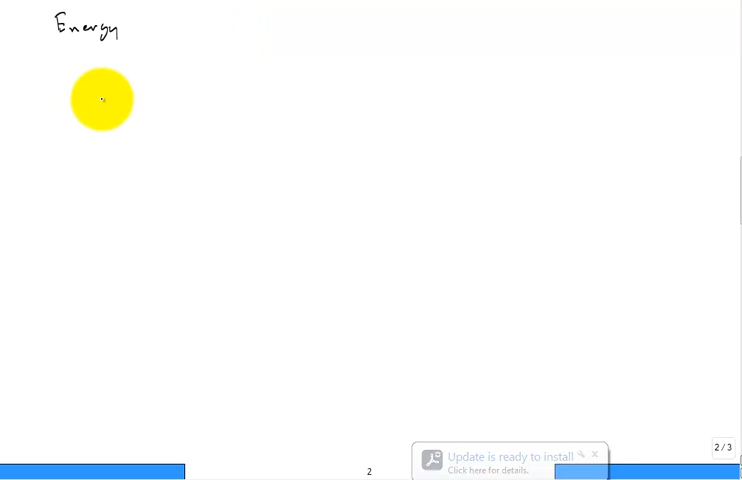 Energy
Update is ready to install
Click here for details.
2 / 3
2